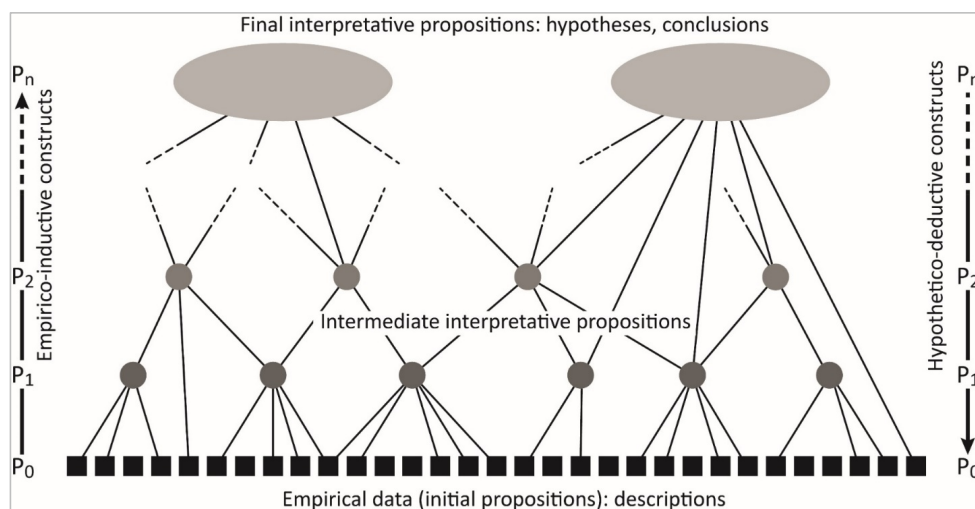 Final interpretative propositions: hypotheses, conclusions
Pn
Pn
Empirico-inductive constructs
Hypothetico-deductive constructs
P2
P2
Intermediate interpretative propositions
P1
P1
P0
P0
Empirical data (initial propositions): descriptions